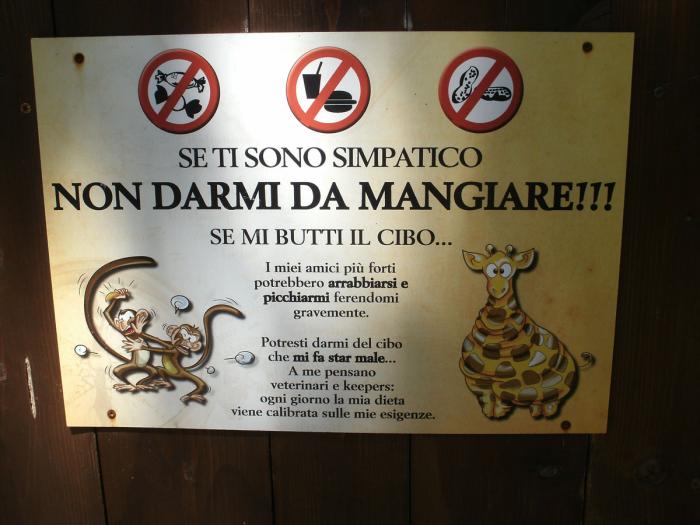 SE TI SONO SIMPATICO
NON DARMI DA MANGIARE!!!
SE MI BUTTI IL CIBO...
I miei amici più forti
potrebbero arrabbiarsi e
picchiarmi ferendomi
gravemente.
Potresti darmi del cibo
che mi fa star male...
A me pensano
veterinari e keepers:
ogni giorno la mia dieta
viene calibrata sulle mie esigenze.